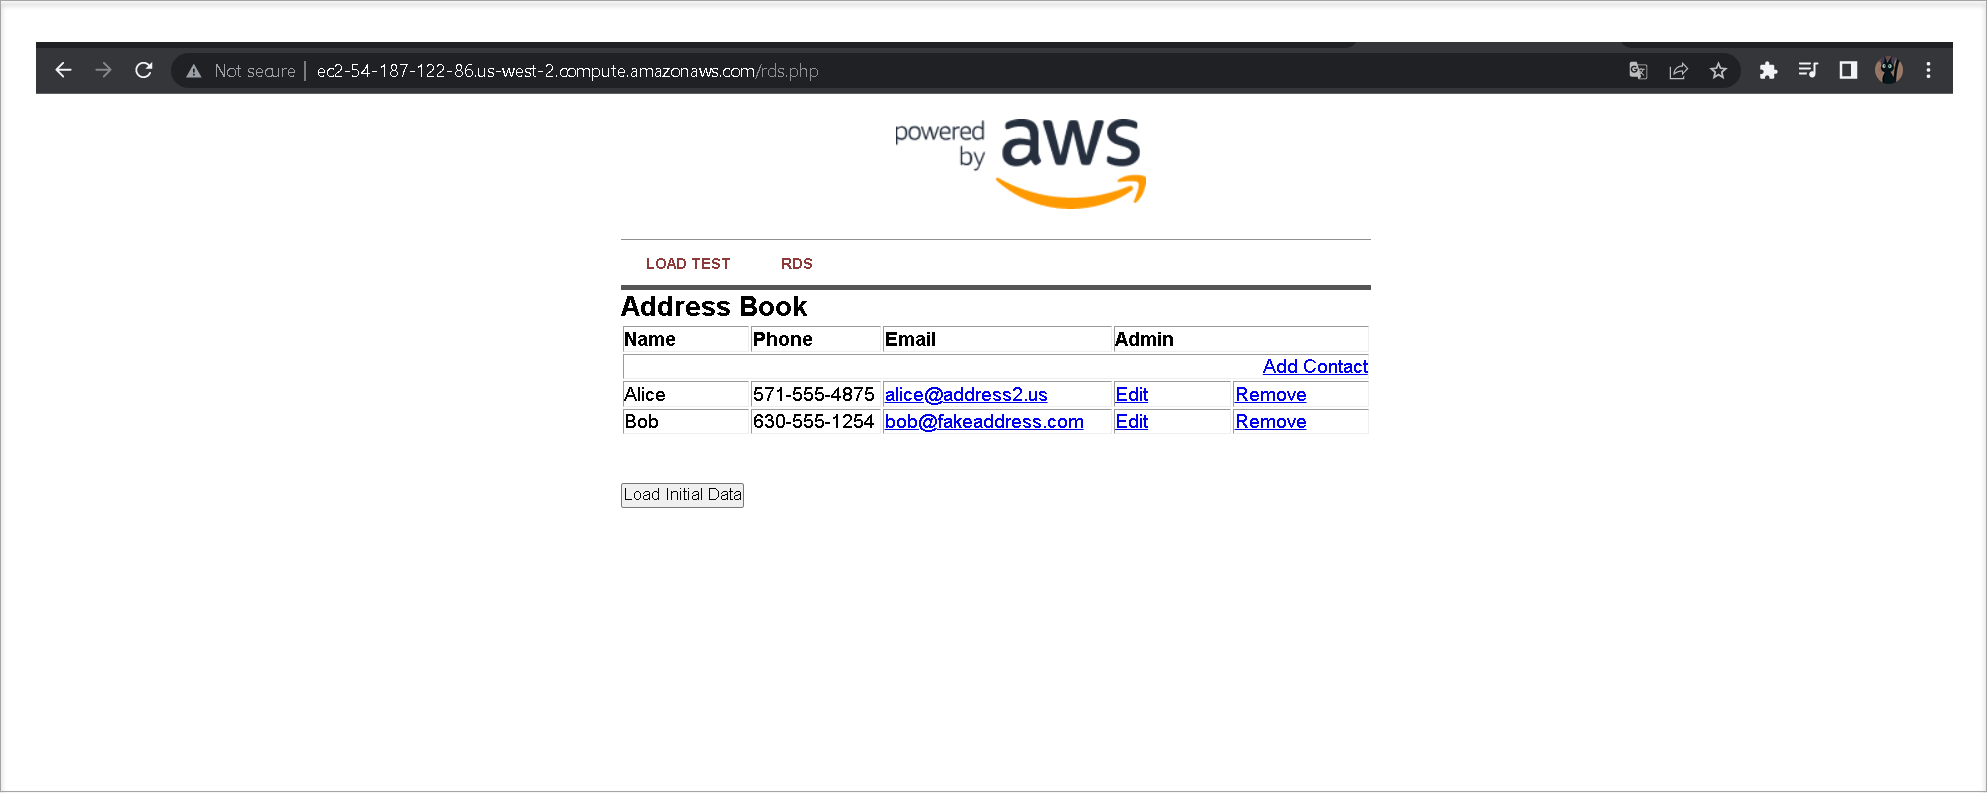 Not secure | ec2-54-187-122-86.us-west-2.compute.amazonaws.com/rds.php
powered by aws
LOAD TEST RDS
Address Book
Name Phone Email Admin
Add Contact
Alice 571-555-4875 alice@address2.us Edit Remove
Bob 630-555-1254 bob@fakeaddress.com Edit Remove
Load Initial Data